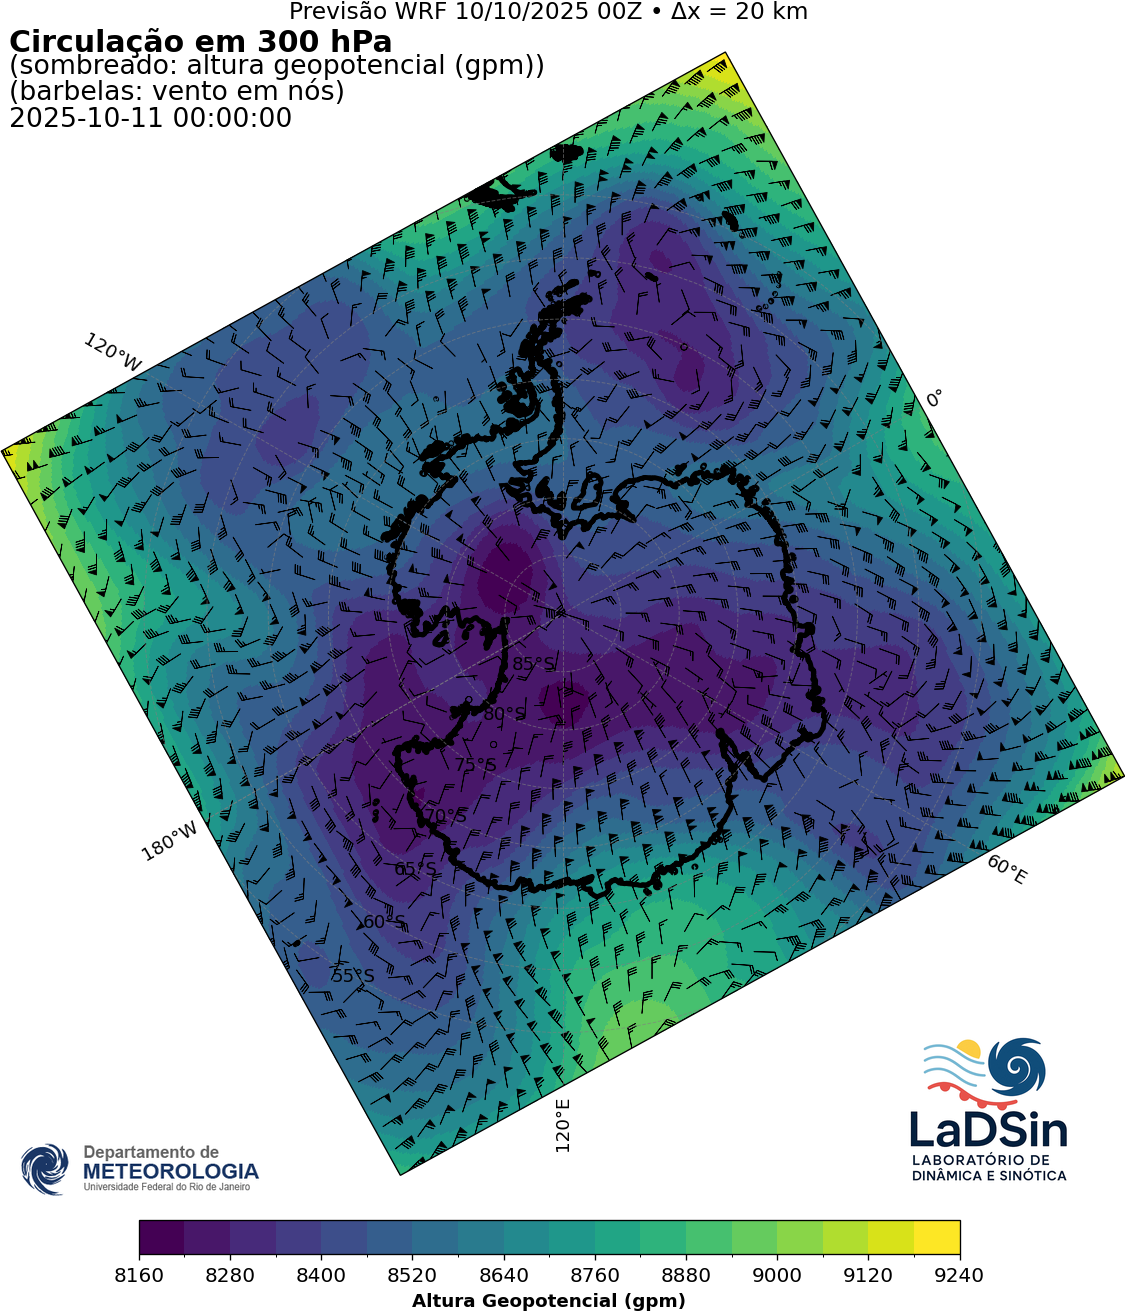 Previsão WRF 10/10/2025 00Z • Δx = 20 km
Circulação em 300 hPa
(sombreado: altura geopotencial (gpm))
(barbelas: vento em nós)
2025-10-11 00:00:00
120°W
0°
85°S
80°S
75°S
70°S
65°S
60°S
55°S
180°W
60°E
120°E
LaDSin
LABORATÓRIO DE
DINÂMICA E SINÓTICA
Departamento de
METEOROLOGIA
Universidade Federal do Rio de Janeiro
8160 8280 8400 8520 8640 8760 8880 9000 9120 9240
Altura Geopotencial (gpm)